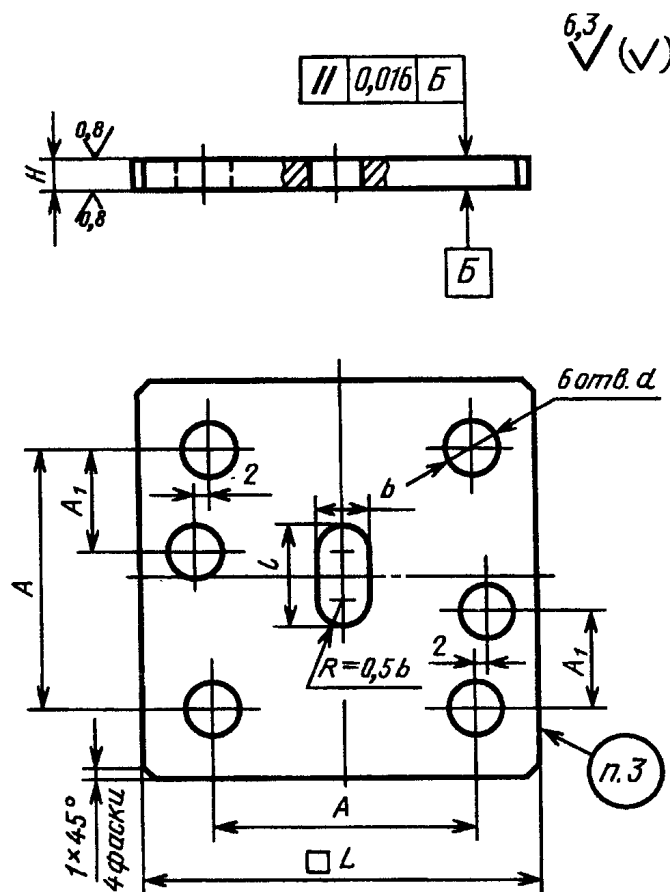 6,3 (√)
// 0,016 Б
0,8
H
0,8
Б
6 отв. d
2
b
A₁
A
l
R=0,5b
2
A₁
п.3
1×45°
4 фаски
A
□ L